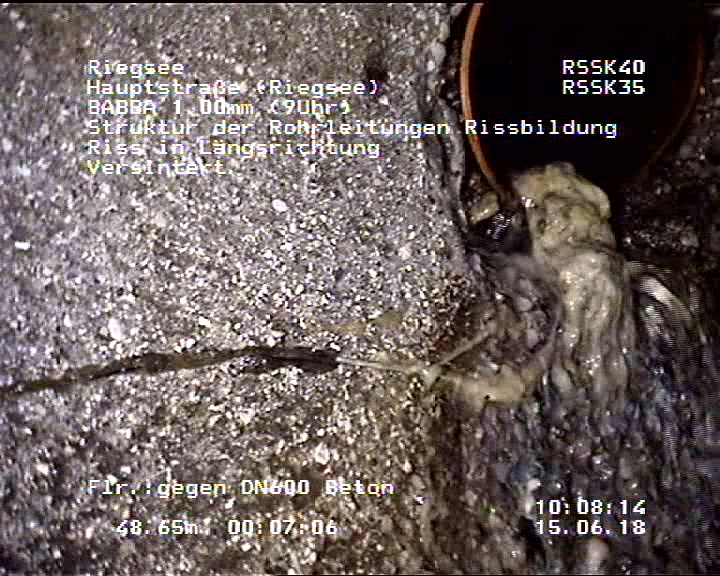 Riegsee RSSK40
Hauptstraße (Riegsee) RSSK35
BABBA 1.00mm (9Uhr)
Struktur der Rohrleitungen Rissbildung
Riss in Längsrichtung
Versintert.
Flr.:gegen DN600 Beton
10:08:14
48.65m 00:07:06
15.06.18